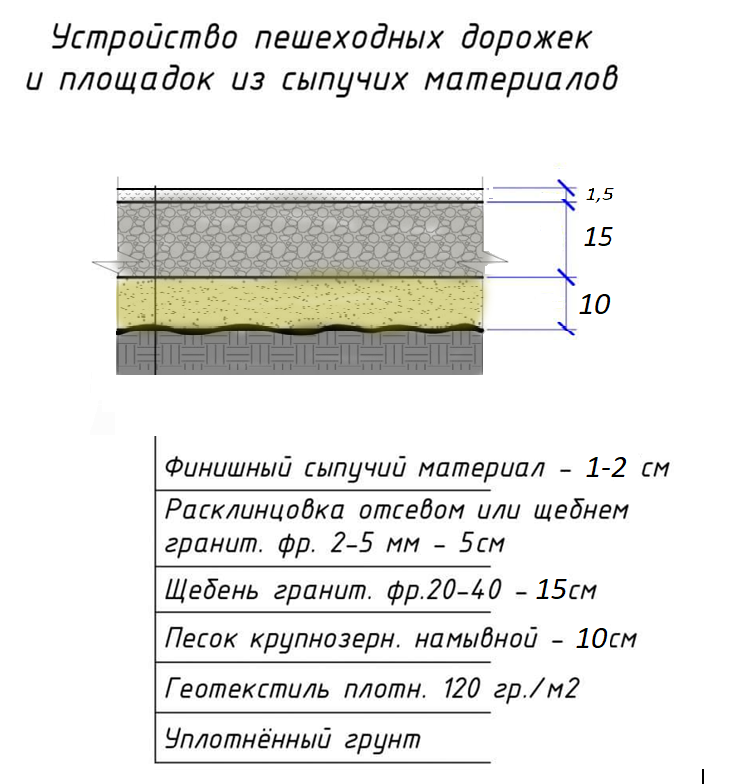 Устройство пешеходных дорожек
и площадок из сыпучих материалов
1,5
15
10
Финишный сыпучий материал - 1-2 см
Расклинцовка отсевом или щебнем
гранит. фр. 2-5 мм - 5см
Щебень гранит. фр.20-40 - 15см
Песок крупнозерн. намывной - 10см
Геотекстиль плотн. 120 гр./м2
Уплотнённый грунт